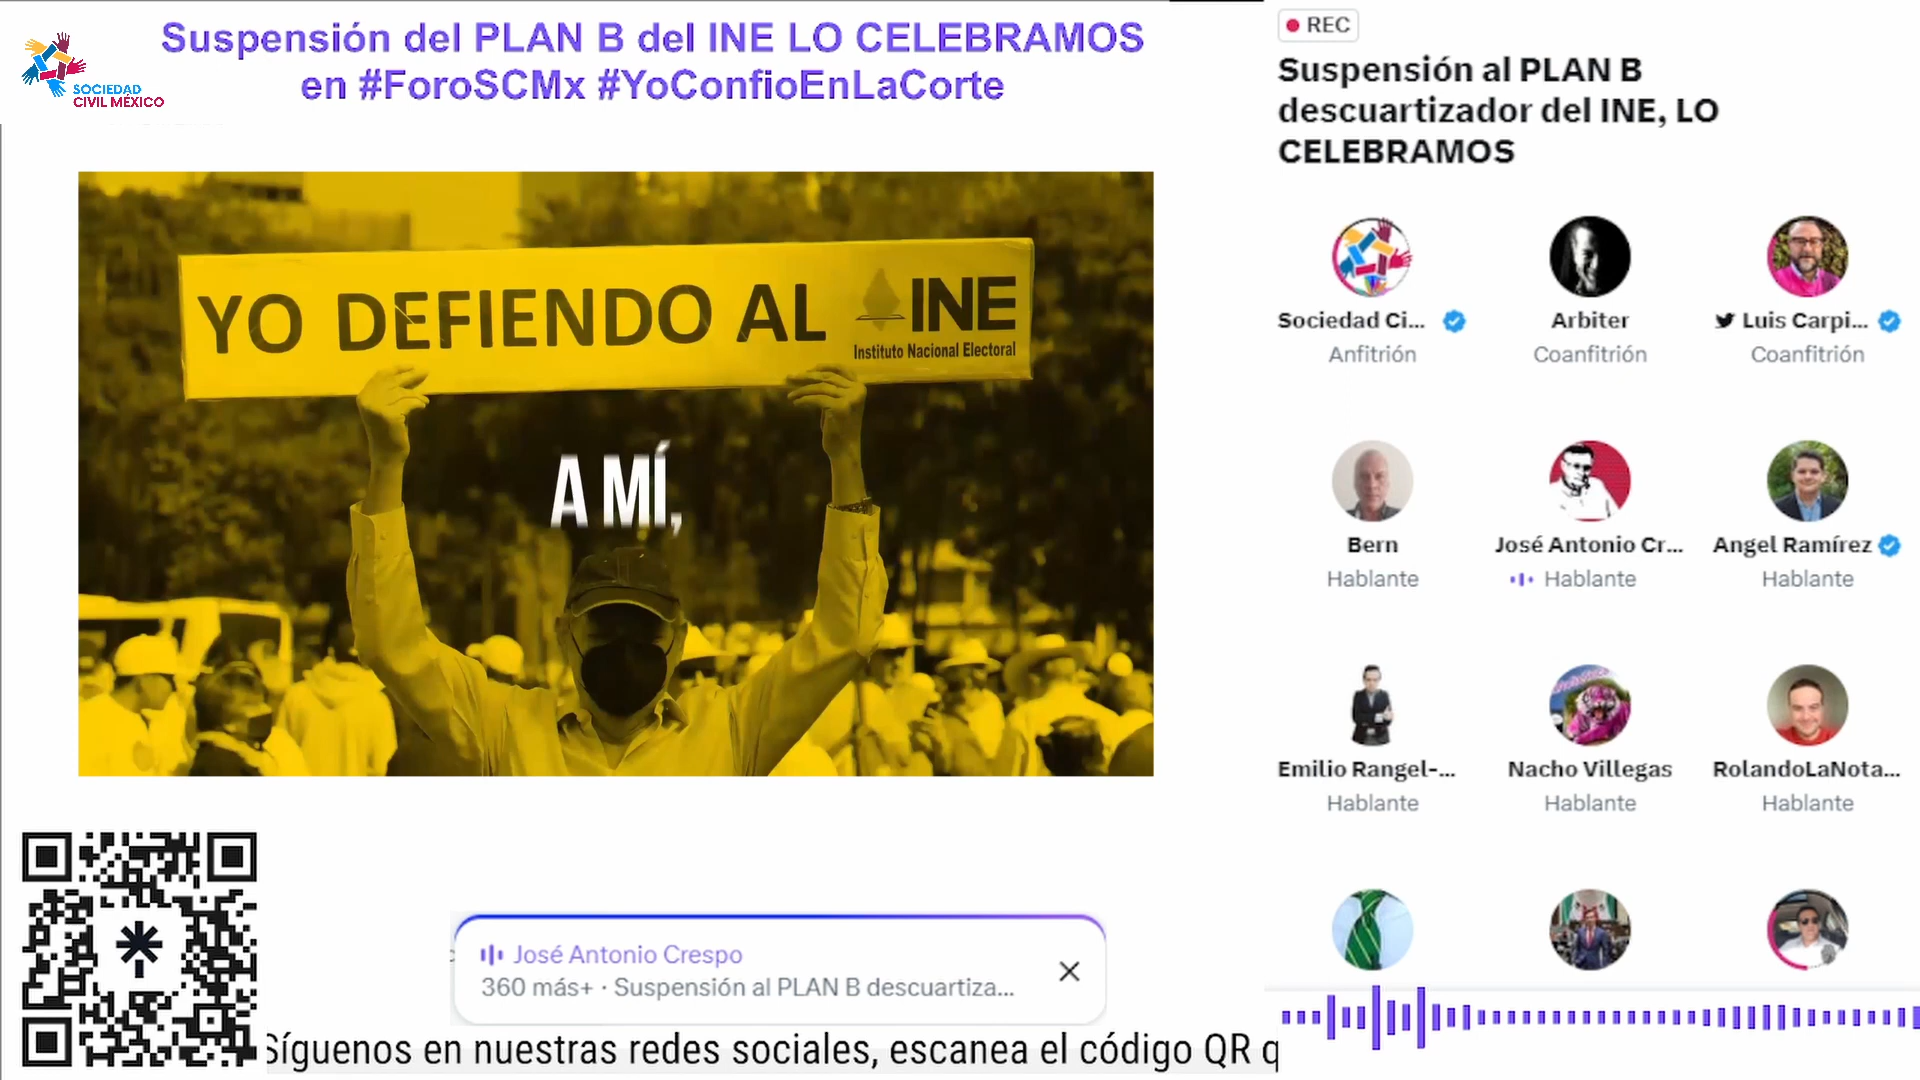 SOCIEDAD
CIVIL MÉXICO
Suspensión del PLAN B del INE LO CELEBRAMOS
en #ForoSCMx #YoConfioEnLaCorte
YO DEFIENDO AL INE
Instituto Nacional Electoral
A MÍ,
José Antonio Crespo
360 más+ · Suspensión al PLAN B descuartiza...
Síguenos en nuestras redes sociales, escanea el código QR q
REC
Suspensión al PLAN B
descuartizador del INE, LO
CELEBRAMOS
Sociedad Ci... Arbiter Luis Carpi...
Anfitrión Coanfitrión Coanfitrión
Bern José Antonio Cr... Angel Ramírez
Hablante Hablante Hablante
Emilio Rangel-... Nacho Villegas RolandoLaNota...
Hablante Hablante Hablante